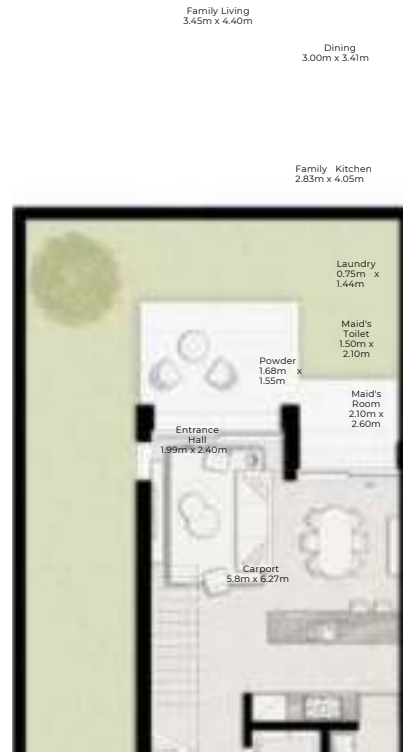 Family Living
3.45m x 4.40m
Dining
3.00m x 3.41m
Family Kitchen
2.83m x 4.05m
Laundry
0.75m x
1.44m
Maid's
Toilet
1.50m x
2.10m
Powder
1.68m x
1.55m
Maid's
Room
2.10m x
2.60m
Entrance
Hall
1.99m x 2.40m
Carport
5.8m x 6.27m